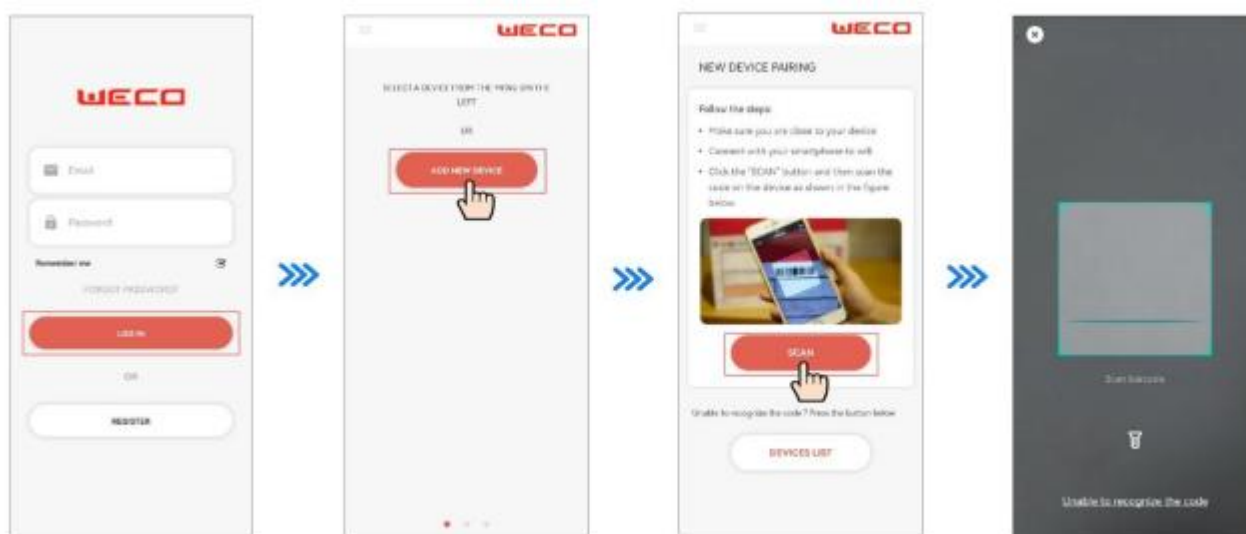 WECO
Email
Password
Remember me
FORGOT PASSWORD?
LOG IN
OR
REGISTER
WECO
SELECT A DEVICE FROM THE MENU ON THE
LEFT
OR
ADD NEW DEVICE
WECO
NEW DEVICE PAIRING
Follow the steps:
• Make sure you are close to your device
• Connect with your smartphone to wifi
• Click the "SCAN" button and then scan the
code on the device as shown in the figure
below
SCAN
Unable to recognize the code? Press the button below
DEVICES LIST
Scan barcode
Unable to recognize the code